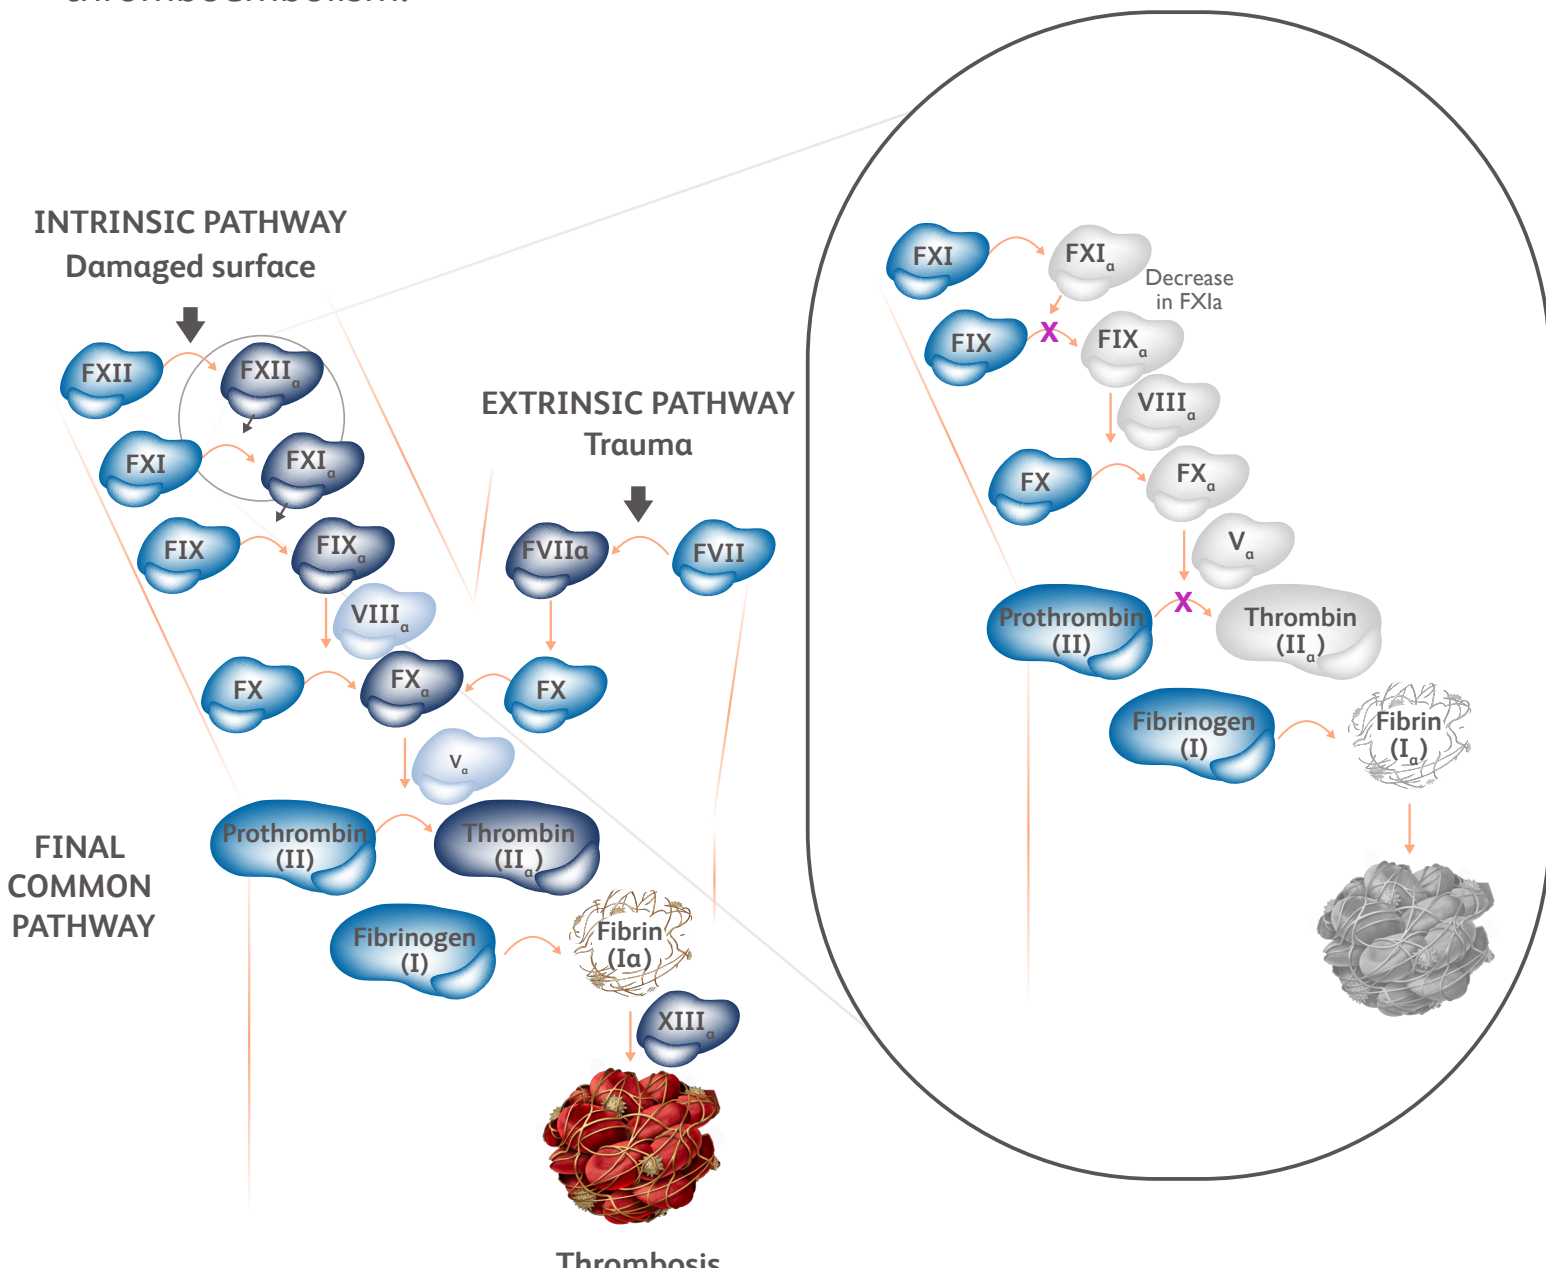 thromboembolism.
INTRINSIC PATHWAY
Damaged surface
FXII
FXIIa
FXI
FXIa
FIX
FIXa
VIIIa
EXTRINSIC PATHWAY
Trauma
FVIIa
FVII
FX
FXa
FX
Va
FINAL
COMMON
PATHWAY
Prothrombin
(II)
Thrombin
(IIa)
Fibrinogen
(I)
Fibrin
(Ia)
XIIIa
Thrombosis
FXI
FXIa
Decrease
in FXIa
FIX
X
FIXa
VIIIa
FX
FXa
Va
Prothrombin
(II)
X
Thrombin
(IIa)
Fibrinogen
(I)
Fibrin
(Ia)